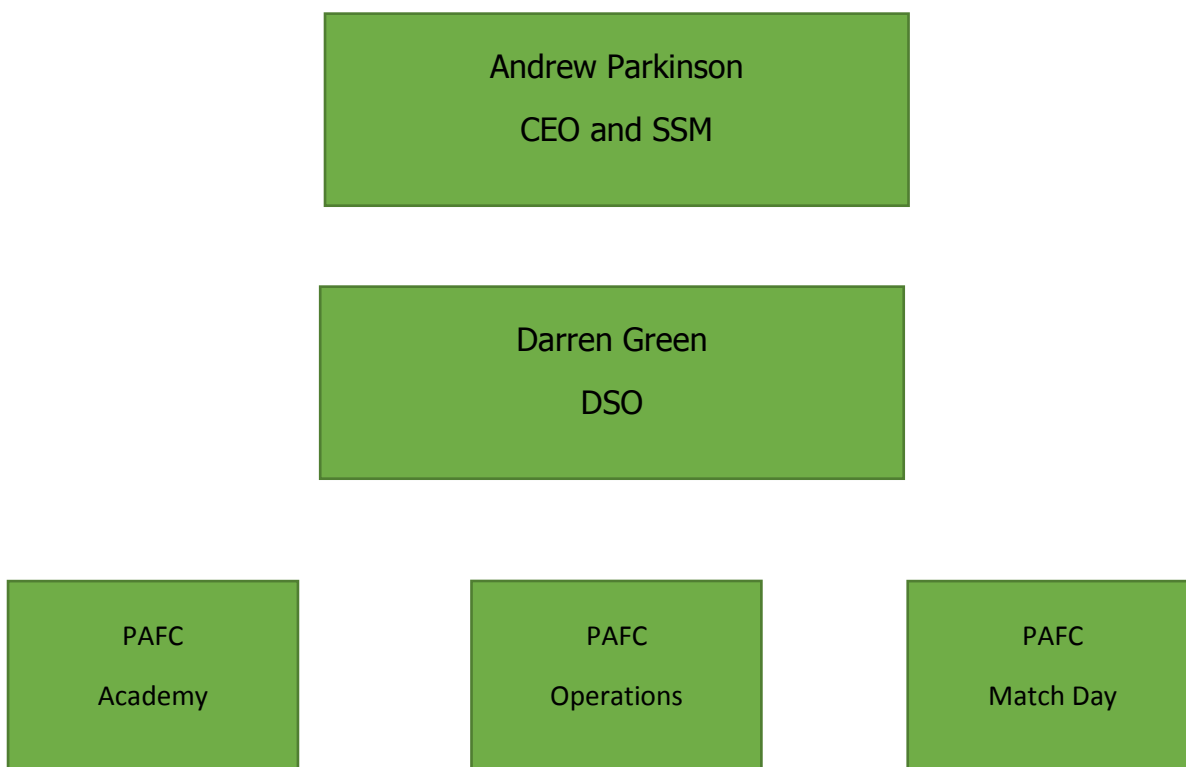 Andrew Parkinson
CEO and SSM
Darren Green
DSO
PAFC
Academy
PAFC
Operations
PAFC
Match Day